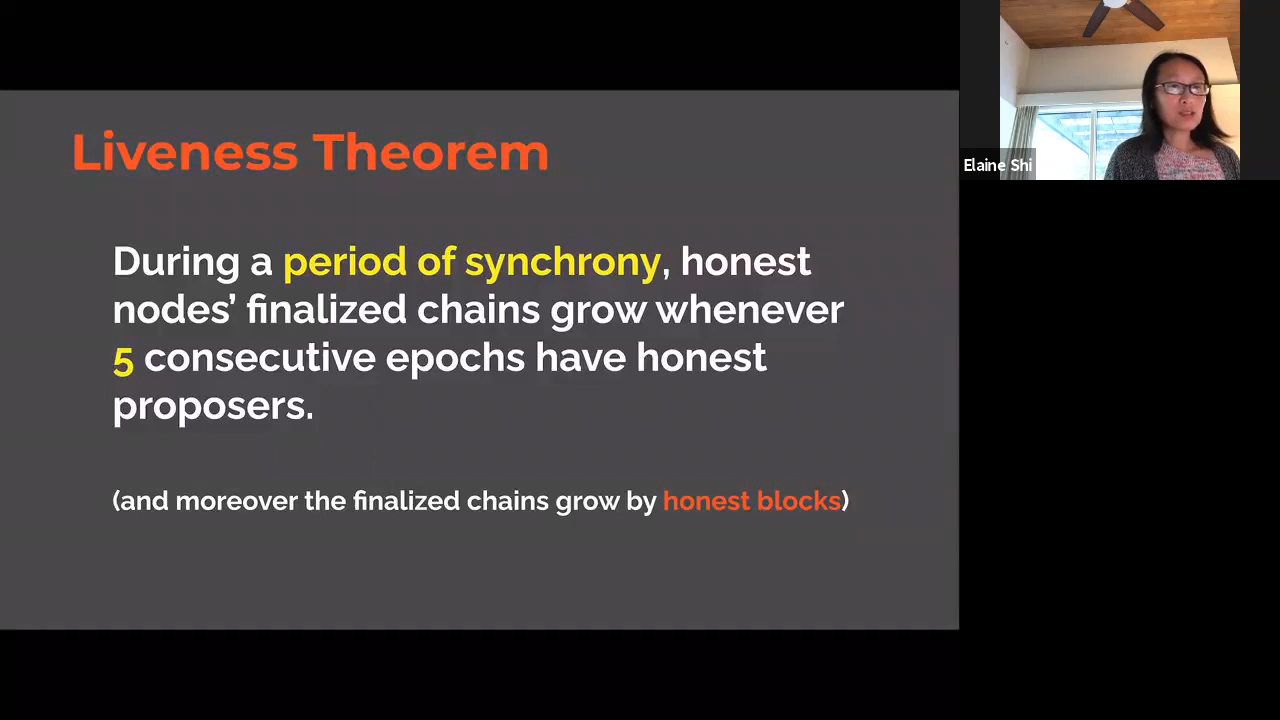 Liveness Theorem
During a period of synchrony, honest
nodes’ finalized chains grow whenever
5 consecutive epochs have honest
proposers.
(and moreover the finalized chains grow by honest blocks)
Elaine Shi